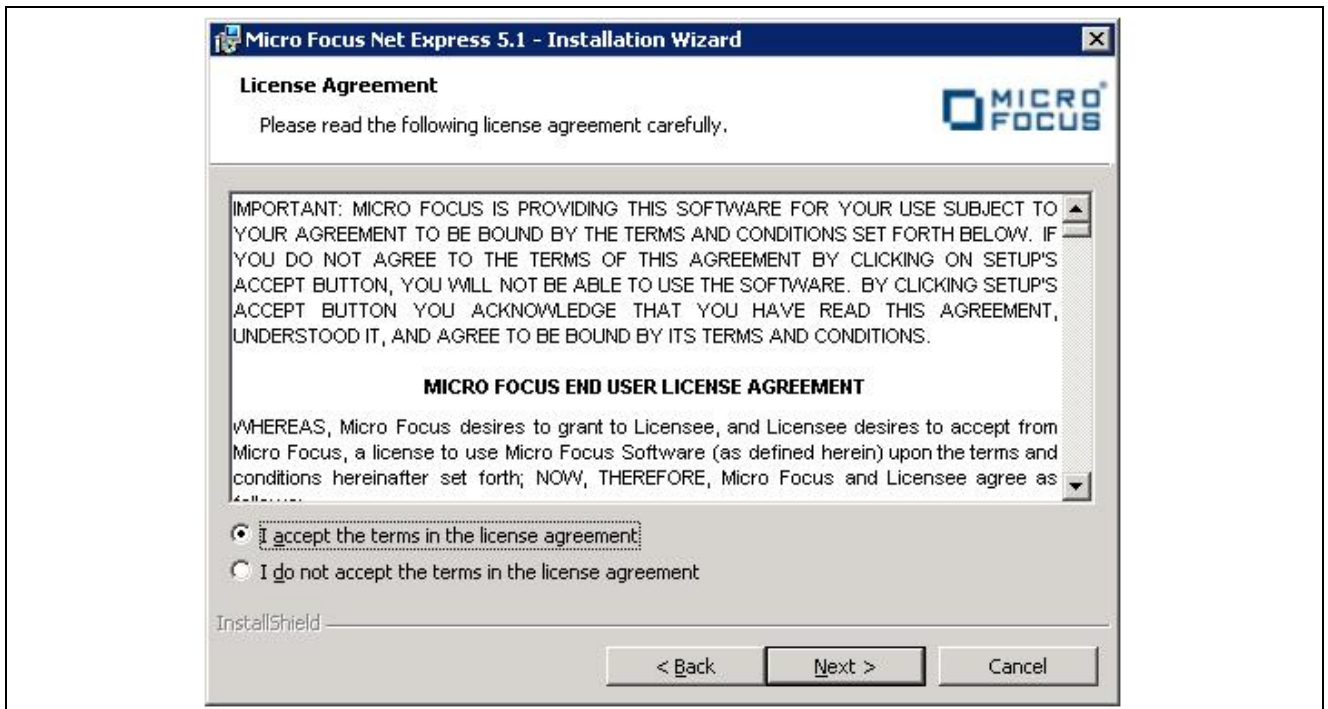 Micro Focus Net Express 5.1 - Installation Wizard
License Agreement
Please read the following license agreement carefully.
MICRO
FOCUS
IMPORTANT: MICRO FOCUS IS PROVIDING THIS SOFTWARE FOR YOUR USE SUBJECT TO
YOUR AGREEMENT TO BE BOUND BY THE TERMS AND CONDITIONS SET FORTH BELOW. IF
YOU DO NOT AGREE TO THE TERMS OF THIS AGREEMENT BY CLICKING ON SETUP'S
ACCEPT BUTTON, YOU WILL NOT BE ABLE TO USE THE SOFTWARE. BY CLICKING SETUP'S
ACCEPT BUTTON YOU ACKNOWLEDGE THAT YOU HAVE READ THIS AGREEMENT,
UNDERSTOOD IT, AND AGREE TO BE BOUND BY ITS TERMS AND CONDITIONS.
MICRO FOCUS END USER LICENSE AGREEMENT
WHEREAS, Micro Focus desires to grant to Licensee, and Licensee desires to accept from
Micro Focus, a license to use Micro Focus Software (as defined herein) upon the terms and
conditions hereinafter set forth; NOW, THEREFORE, Micro Focus and Licensee agree as
I accept the terms in the license agreement
I do not accept the terms in the license agreement
InstallShield
< Back
Next >
Cancel